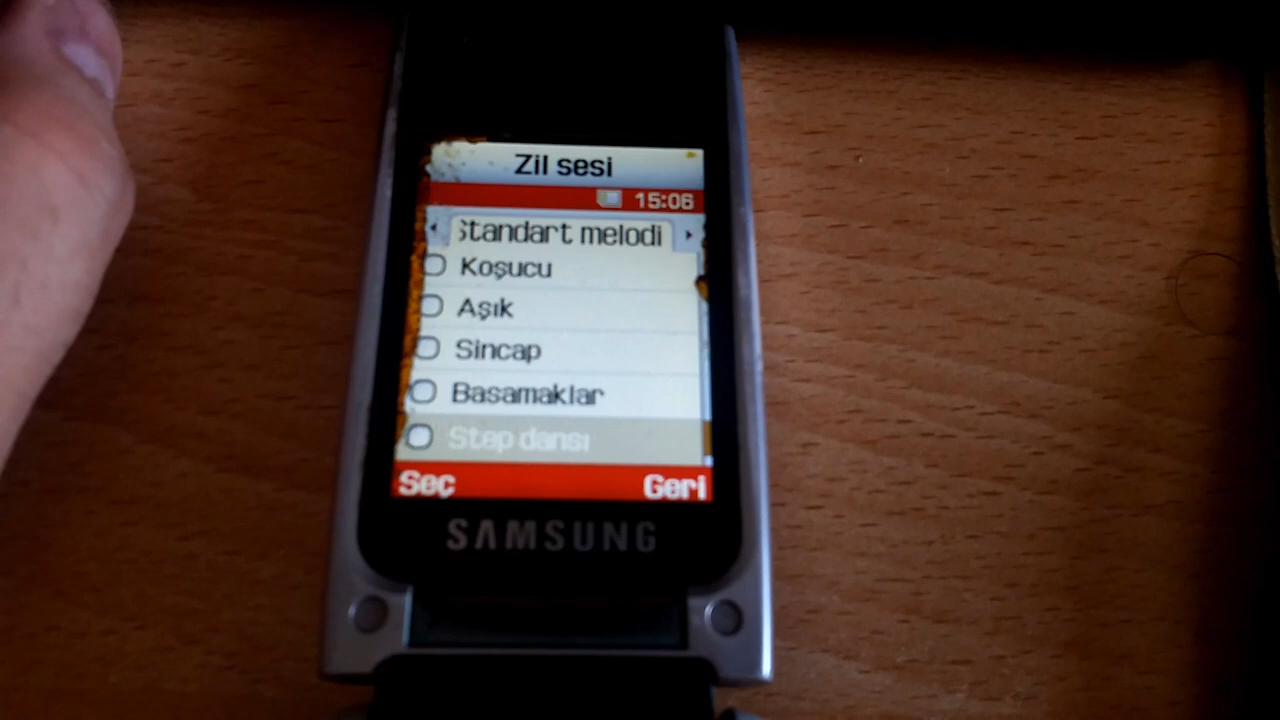 Zil sesi
15:06
Standart melodi
Koşucu
Aşık
Sincap
Basamaklar
Step dansı
Seç Geri
SAMSUNG